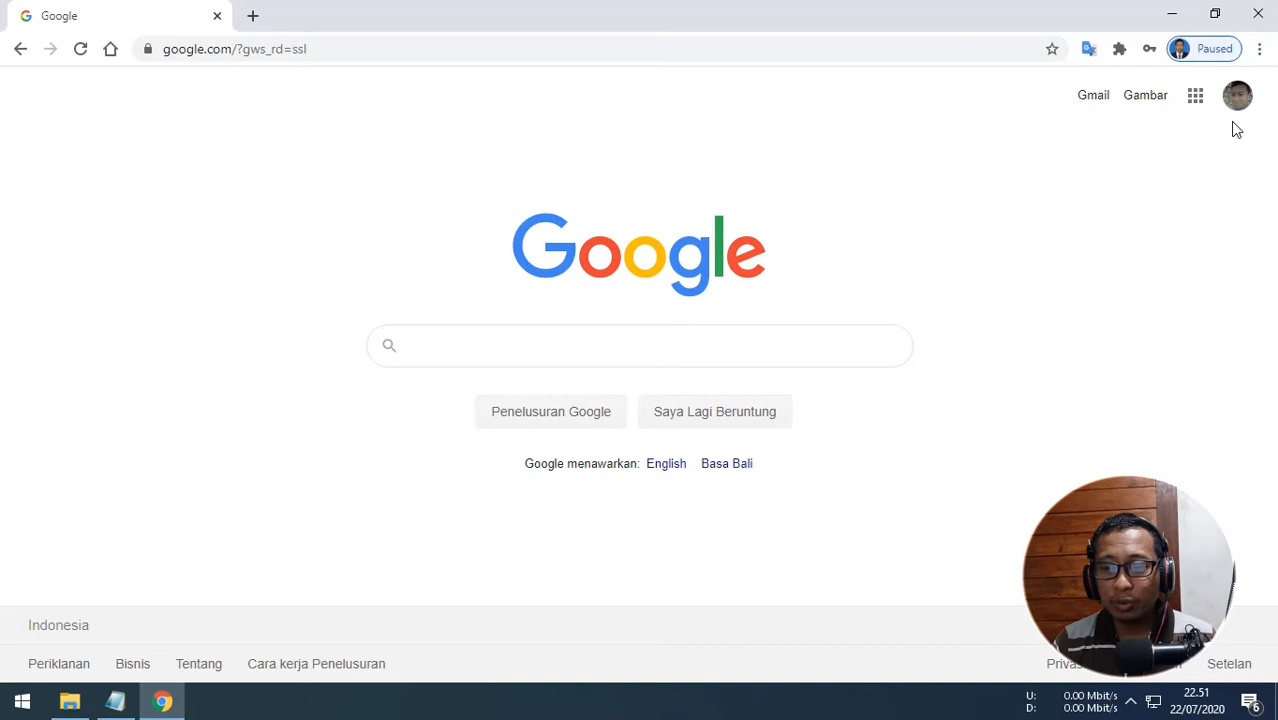 Google
google.com/?gws_rd=ssl
Paused
Gmail Gambar
Google
Penelusuran Google Saya Lagi Beruntung
Google menawarkan: English Basa Bali
Indonesia
Periklanan Bisnis Tentang Cara kerja Penelusuran
Setelan
U: 0.00 Mbit/s
D: 0.00 Mbit/s
22.51
22/07/2020
6